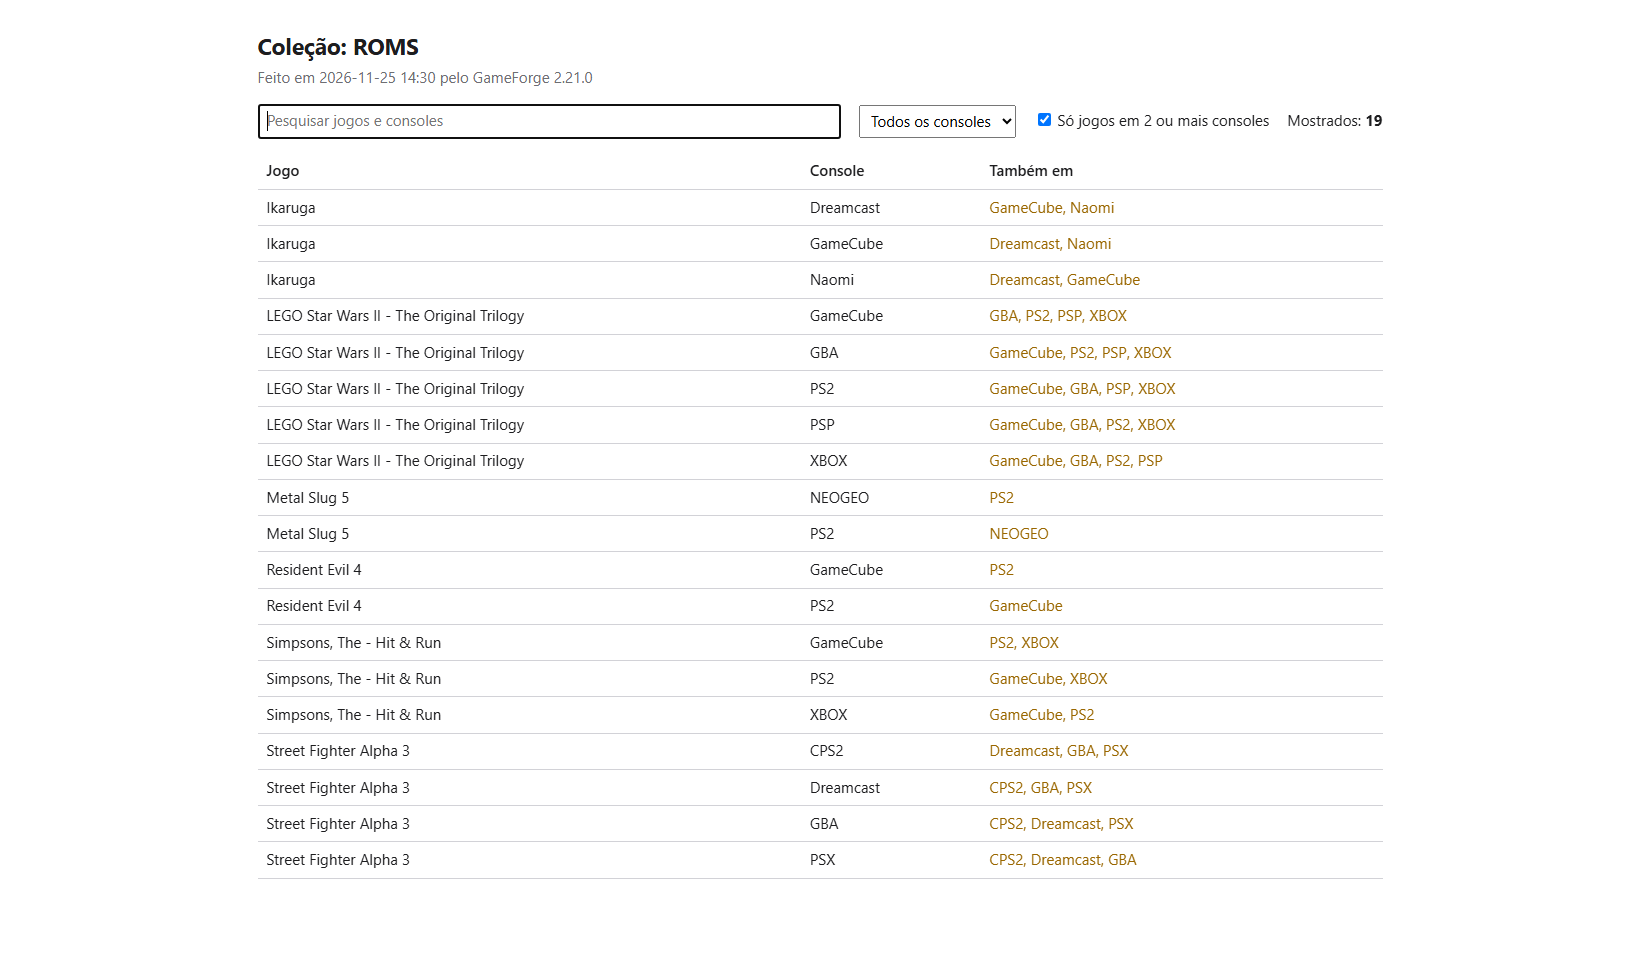 Coleção: ROMS
Feito em 2026-11-25 14:30 pelo GameForge 2.21.0
Pesquisar jogos e consoles Todos os consoles Só jogos em 2 ou mais consoles Mostrados: 19
Jogo Console Também em
Ikaruga Dreamcast GameCube, Naomi
Ikaruga GameCube Dreamcast, Naomi
Ikaruga Naomi Dreamcast, GameCube
LEGO Star Wars II - The Original Trilogy GameCube GBA, PS2, PSP, XBOX
LEGO Star Wars II - The Original Trilogy GBA GameCube, PS2, PSP, XBOX
LEGO Star Wars II - The Original Trilogy PS2 GameCube, GBA, PSP, XBOX
LEGO Star Wars II - The Original Trilogy PSP GameCube, GBA, PS2, XBOX
LEGO Star Wars II - The Original Trilogy XBOX GameCube, GBA, PS2, PSP
Metal Slug 5 NEOGEO PS2
Metal Slug 5 PS2 NEOGEO
Resident Evil 4 GameCube PS2
Resident Evil 4 PS2 GameCube
Simpsons, The - Hit & Run GameCube PS2, XBOX
Simpsons, The - Hit & Run PS2 GameCube, XBOX
Simpsons, The - Hit & Run XBOX GameCube, PS2
Street Fighter Alpha 3 CPS2 Dreamcast, GBA, PSX
Street Fighter Alpha 3 Dreamcast CPS2, GBA, PSX
Street Fighter Alpha 3 GBA CPS2, Dreamcast, PSX
Street Fighter Alpha 3 PSX CPS2, Dreamcast, GBA